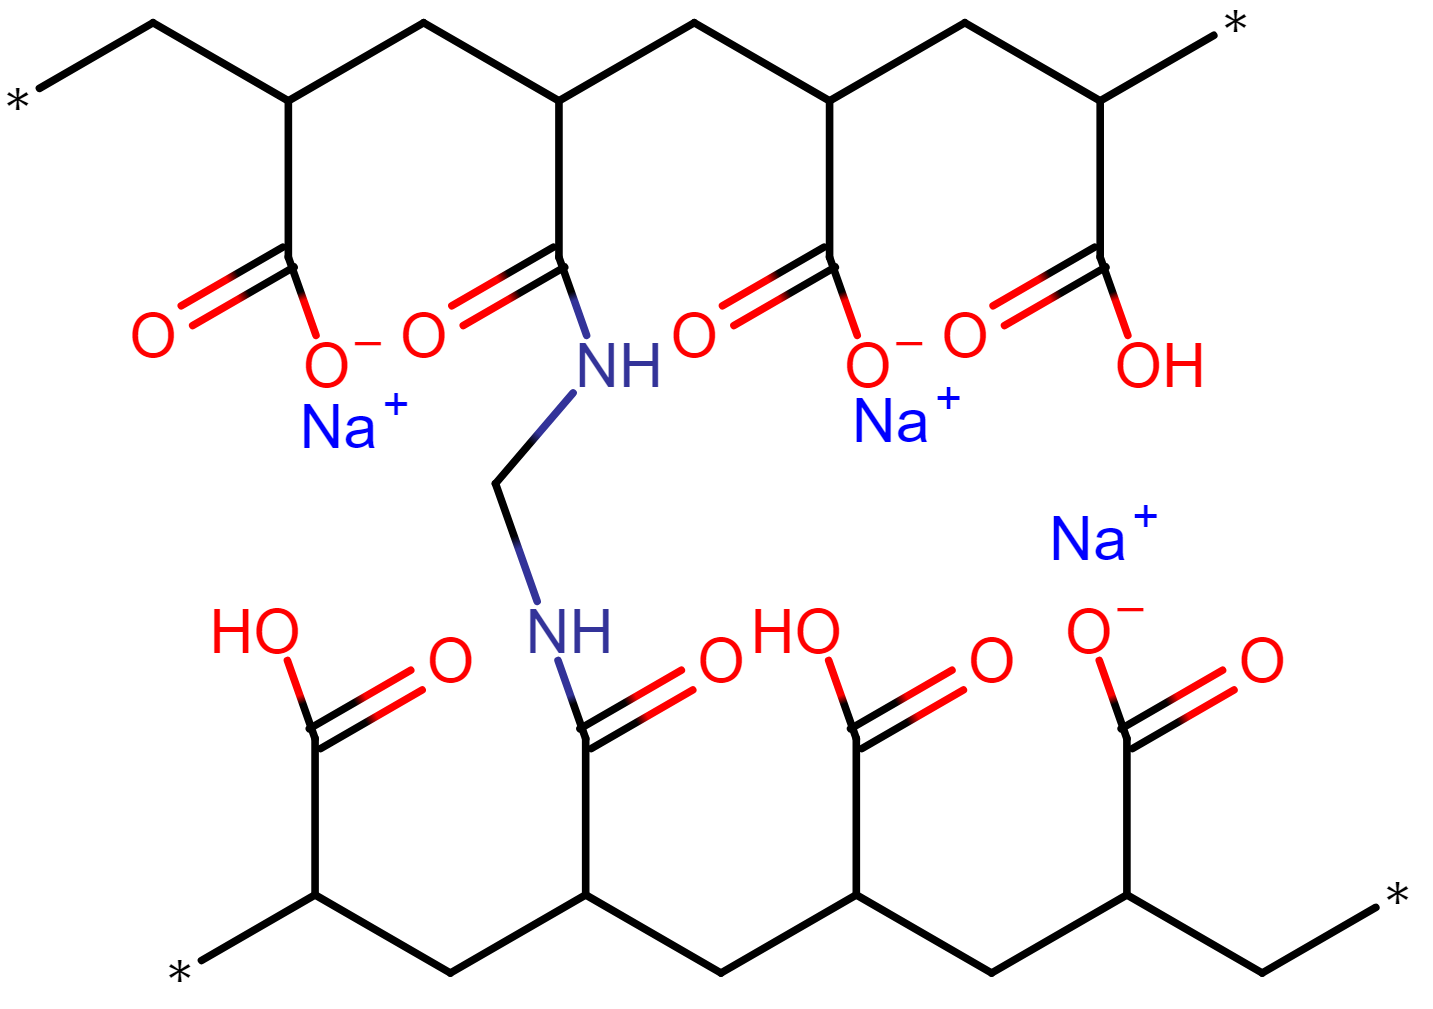 *
*
O O⁻ O NH O O⁻ O OH
Na⁺ Na⁺
Na⁺
HO O NH O HO O O⁻ O
*
*